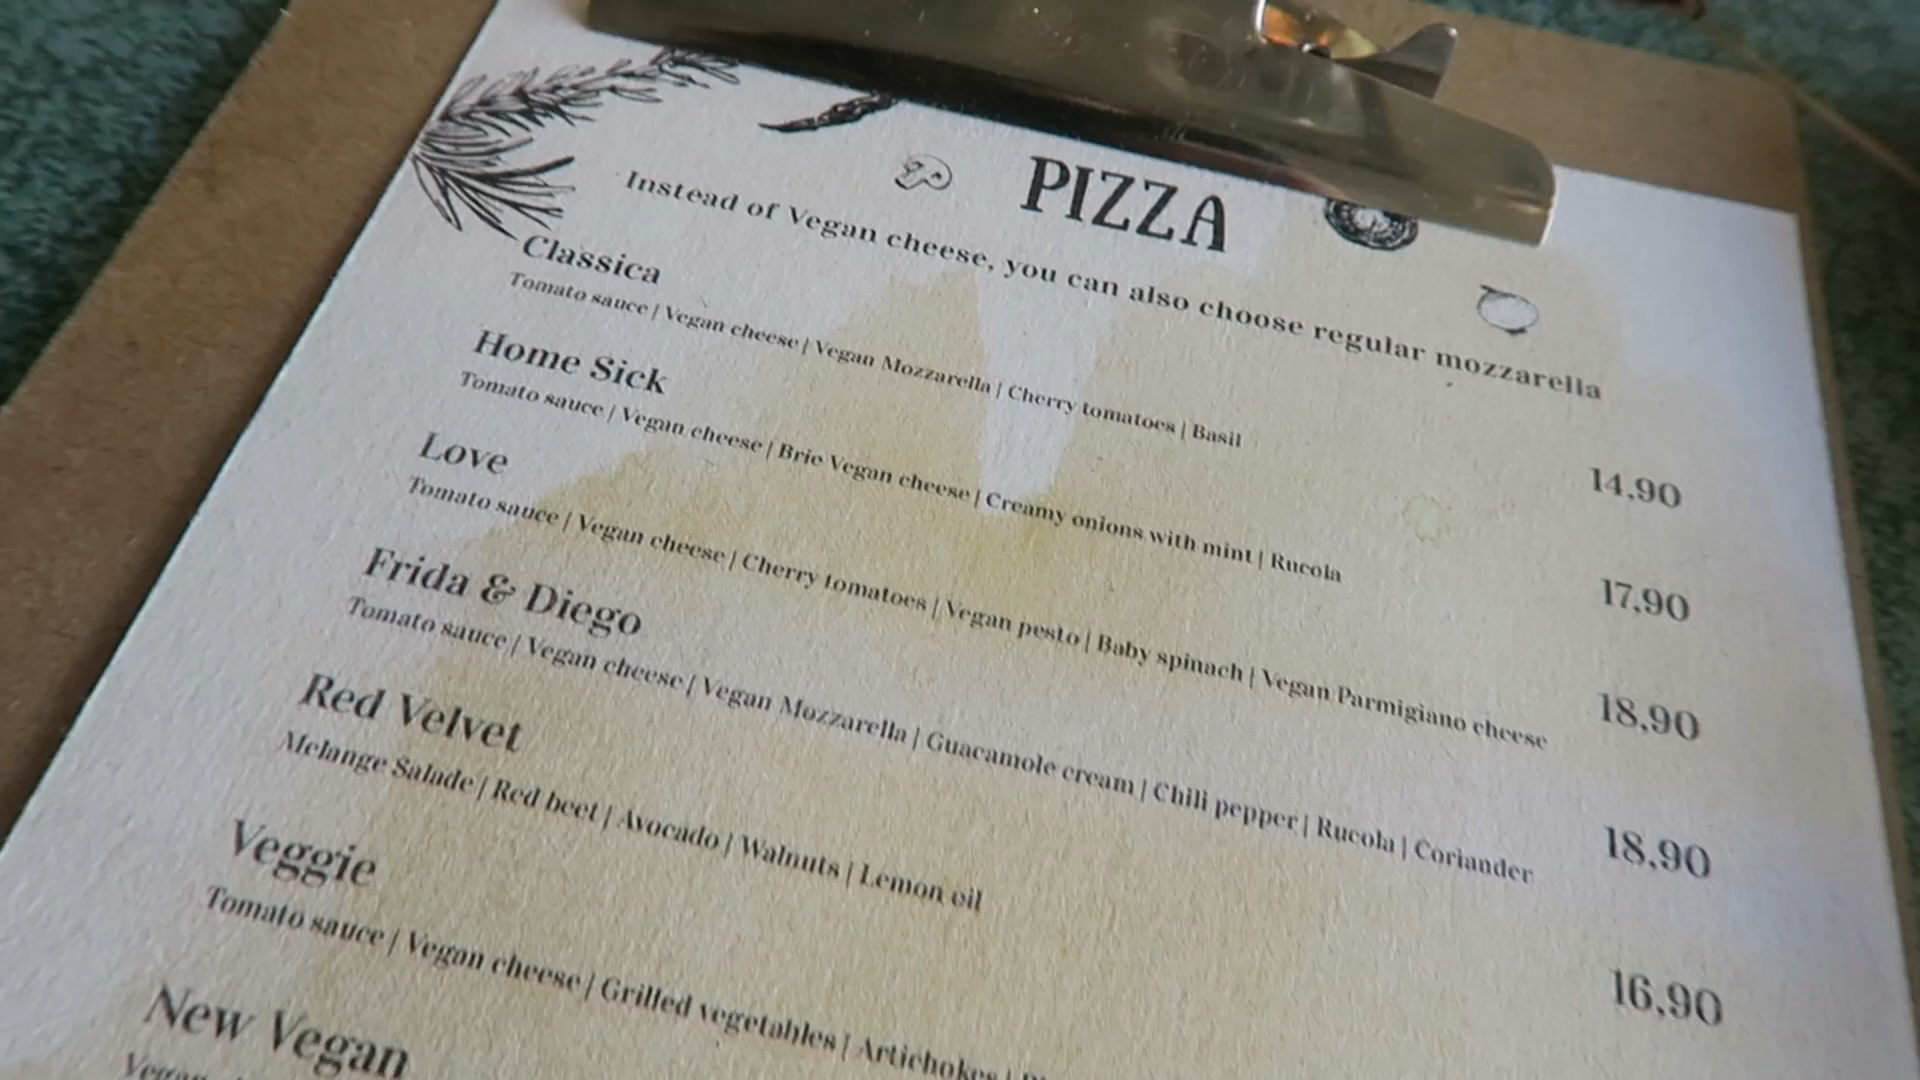 PIZZA
Instead of Vegan cheese, you can also choose regular mozzarella
Classica
Tomato sauce | Vegan cheese | Vegan Mozzarella | Cherry tomatoes | Basil
14.90
Home Sick
Tomato sauce | Vegan cheese | Brie Vegan cheese | Creamy onions with mint | Rucola
17.90
Love
Tomato sauce | Vegan cheese | Cherry tomatoes | Vegan pesto | Baby spinach | Vegan Parmigiano cheese
18.90
Frida & Diego
Tomato sauce | Vegan cheese | Vegan Mozzarella | Guacamole cream | Chili pepper | Rucola | Coriander
18.90
Red Velvet
Melange Salade | Red beet | Avocado | Walnuts | Lemon oil
16.90
Veggie
Tomato sauce | Vegan cheese | Grilled vegetables | Artichokes |
New Vegan
Vegan